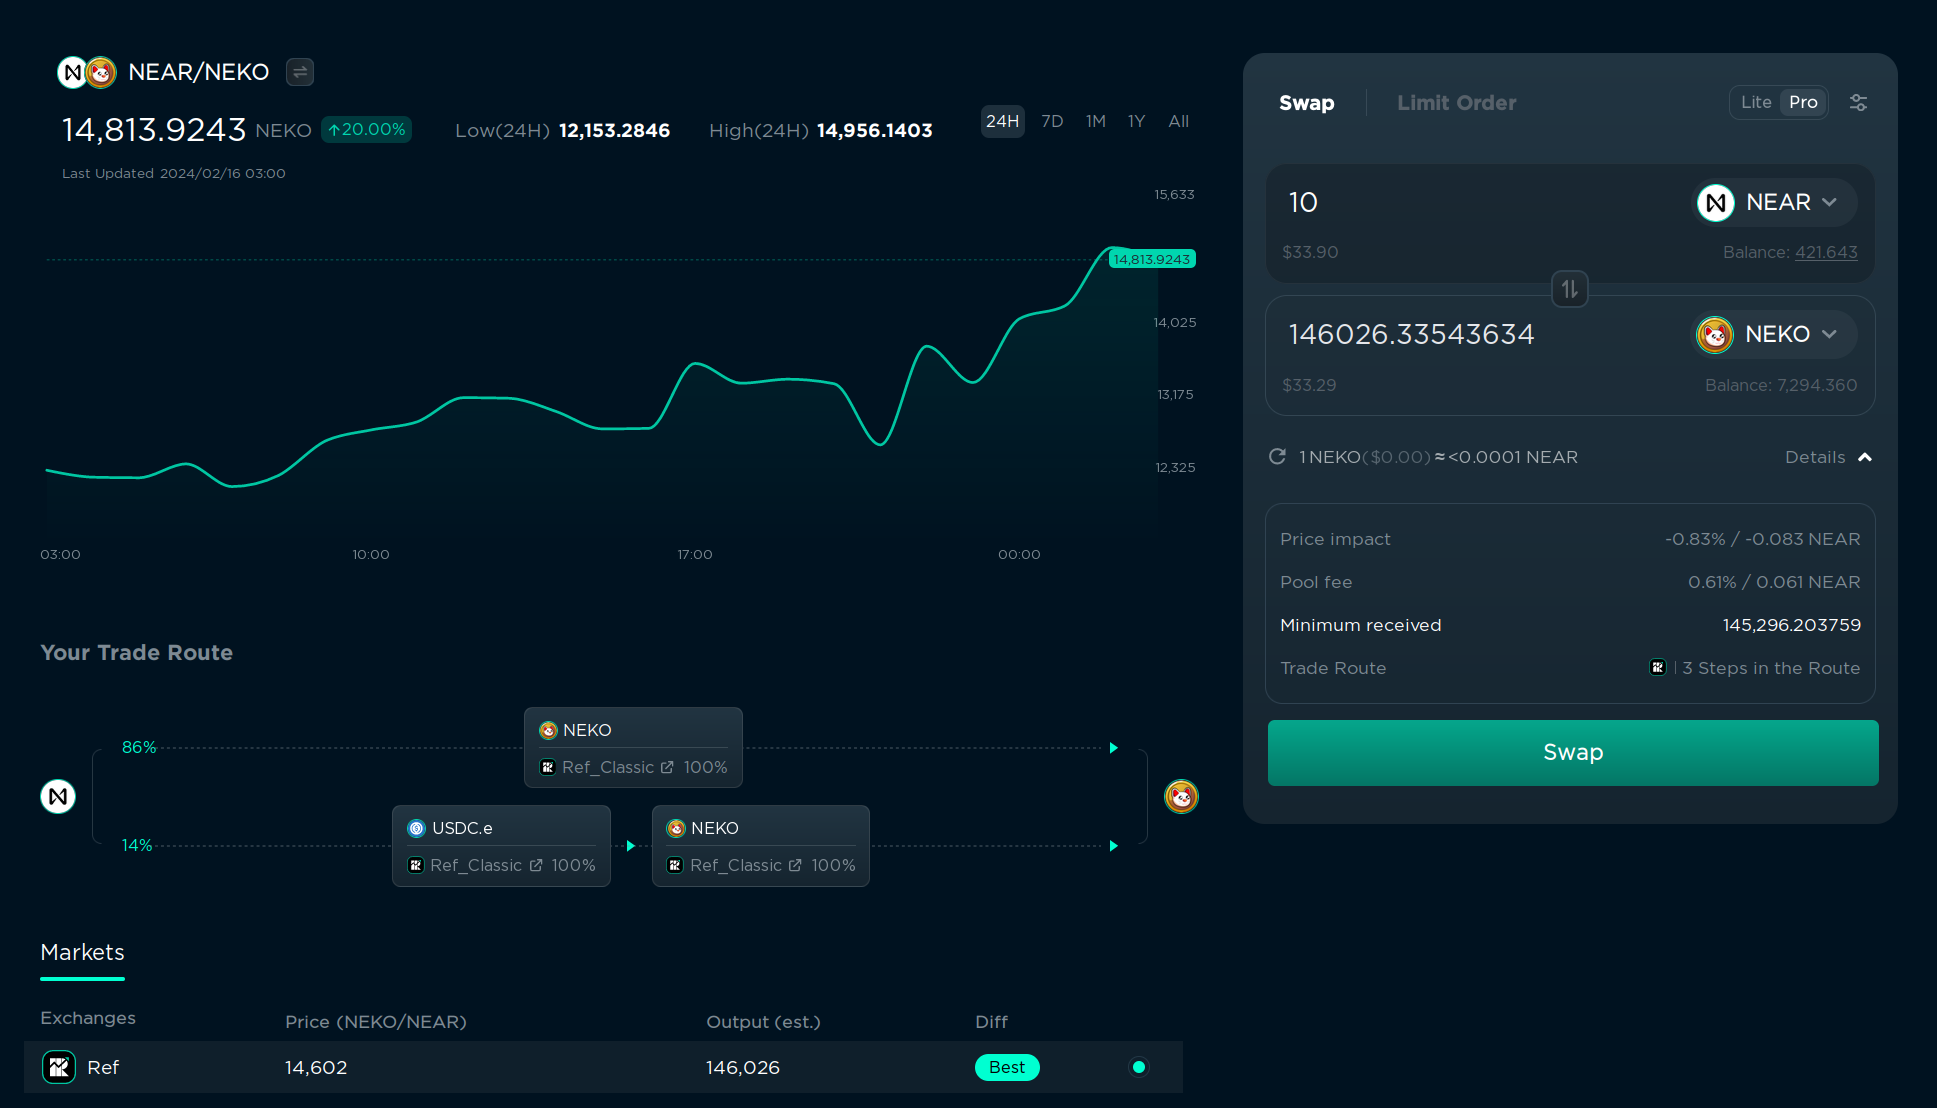 NEAR/NEKO
14,813.9243 NEKO 20.00% Low(24H) 12,153.2846 High(24H) 14,956.1403 24H 7D 1M 1Y All
Last Updated 2024/02/16 03:00
15,633
14,813.9243
14,025
13,175
12,325
03:00 10:00 17:00 00:00
Your Trade Route
NEKO
86%
Ref_Classic 100%
USDC.e NEKO
14%
Ref_Classic 100% Ref_Classic 100%
Markets
Exchanges Price (NEKO/NEAR) Output (est.) Diff
Ref 14,602 146,026 Best
Swap Limit Order Lite Pro
10 NEAR
$33.90 Balance: 421.643
146026.33543634 NEKO
$33.29 Balance: 7,294.360
1 NEKO($0.00) ≈ <0.0001 NEAR Details
Price impact -0.83% / -0.083 NEAR
Pool fee 0.61% / 0.061 NEAR
Minimum received 145,296.203759
Trade Route | 3 Steps in the Route
Swap